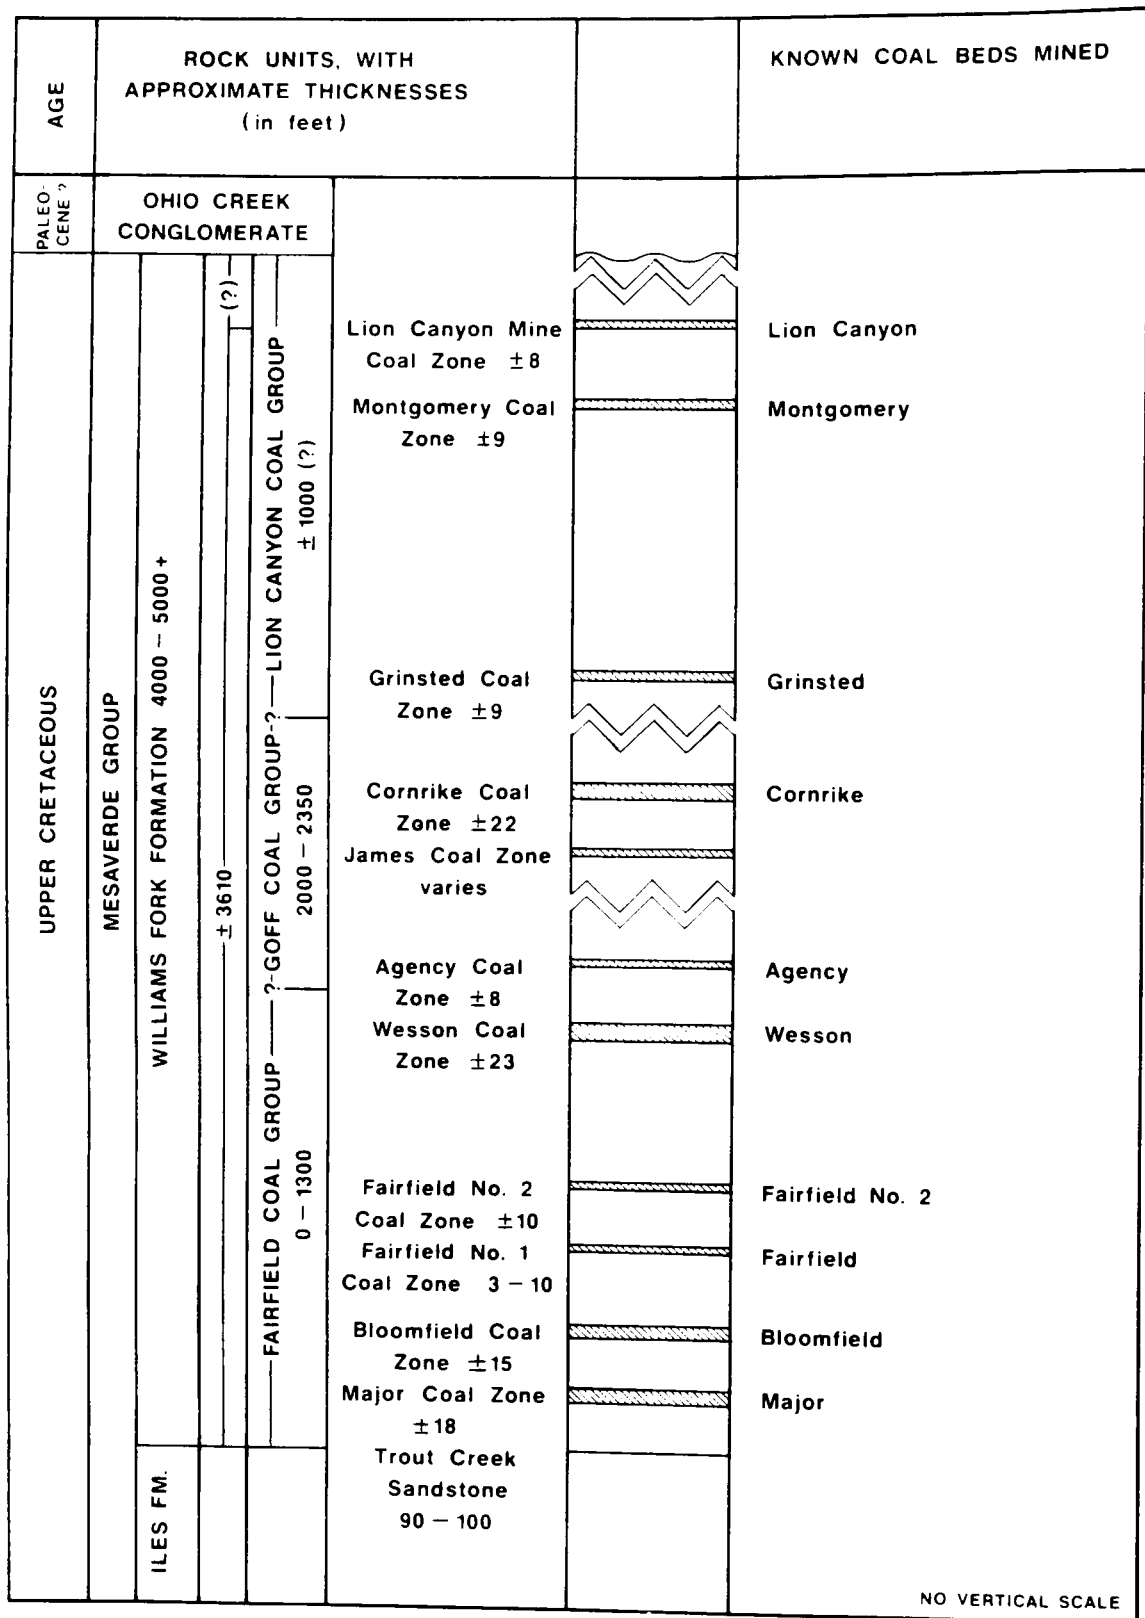 AGE
ROCK UNITS, WITH
APPROXIMATE THICKNESSES
(in feet)
KNOWN COAL BEDS MINED
PALEO-
CENE ?
OHIO CREEK
CONGLOMERATE
UPPER CRETACEOUS
MESAVERDE GROUP
WILLIAMS FORK FORMATION 4000 – 5000+
ILES FM.
± 3610
(?)
LION CANYON COAL GROUP
± 1000 (?)
?
GOFF COAL GROUP
2000 – 2350
?
FAIRFIELD COAL GROUP
0 – 1300
Lion Canyon Mine
Coal Zone ±8
Montgomery Coal
Zone ±9
Grinsted Coal
Zone ±9
Cornrike Coal
Zone ±22
James Coal Zone
varies
Agency Coal
Zone ±8
Wesson Coal
Zone ±23
Fairfield No. 2
Coal Zone ±10
Fairfield No. 1
Coal Zone 3 – 10
Bloomfield Coal
Zone ±15
Major Coal Zone
±18
Trout Creek
Sandstone
90 – 100
Lion Canyon
Montgomery
Grinsted
Cornrike
Agency
Wesson
Fairfield No. 2
Fairfield
Bloomfield
Major
NO VERTICAL SCALE